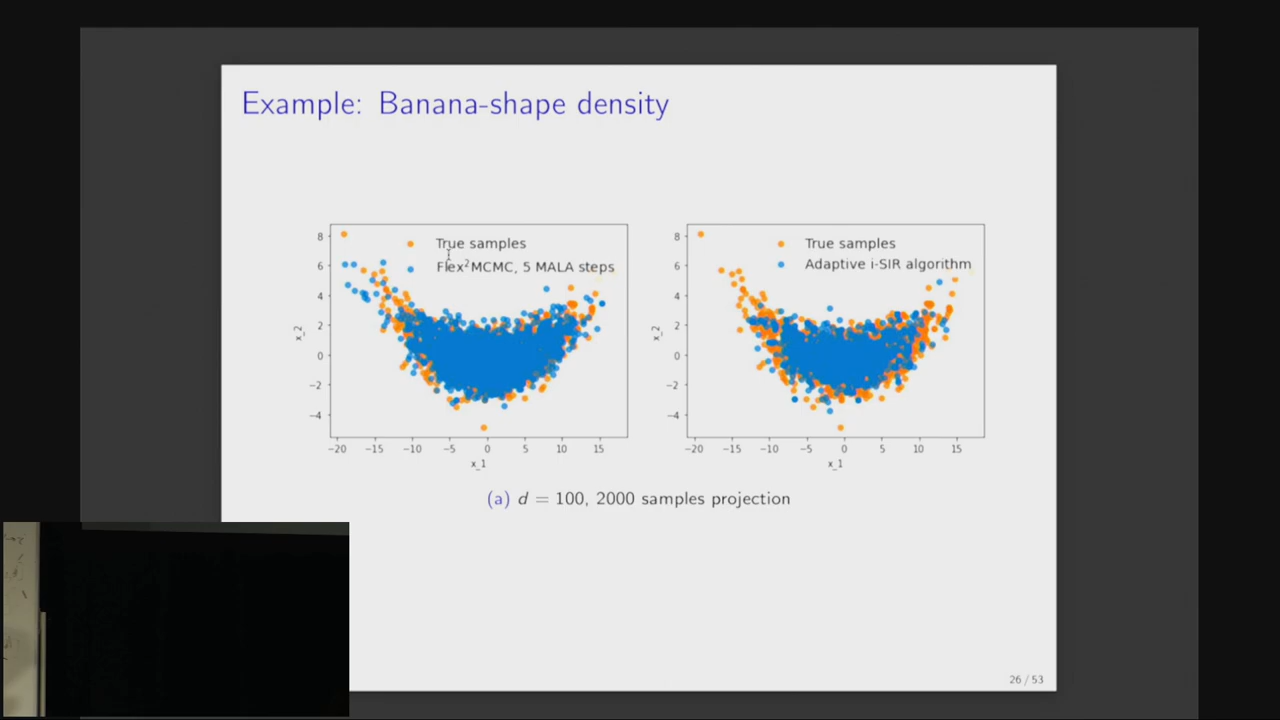 Example: Banana-shape density
True samples
Flex²MCMC, 5 MALA steps
8
6
4
2
0
−2
−4
x_2
−20 −15 −10 −5 0 5 10 15
x_1
True samples
Adaptive i-SIR algorithm
8
6
4
2
0
−2
−4
x_2
−20 −15 −10 −5 0 5 10 15
x_1
(a) d = 100, 2000 samples projection
26 / 53